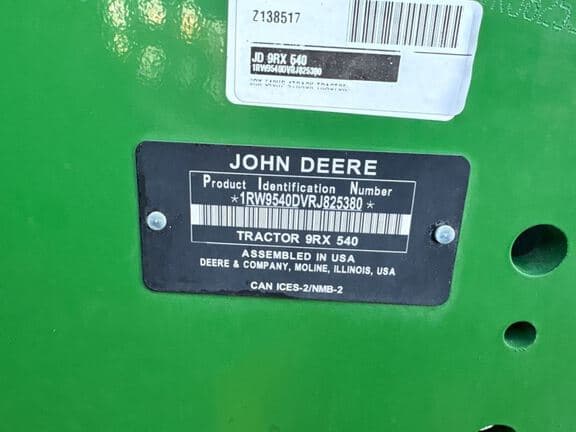 Z138517
JD 9RX 540
1RW9540DVRJ825380
JOHN DEERE
Product Identification Number
*1RW9540DVRJ825380*
TRACTOR 9RX 540
ASSEMBLED IN USA
DEERE & COMPANY, MOLINE, ILLINOIS, USA
CAN ICES-2/NMB-2